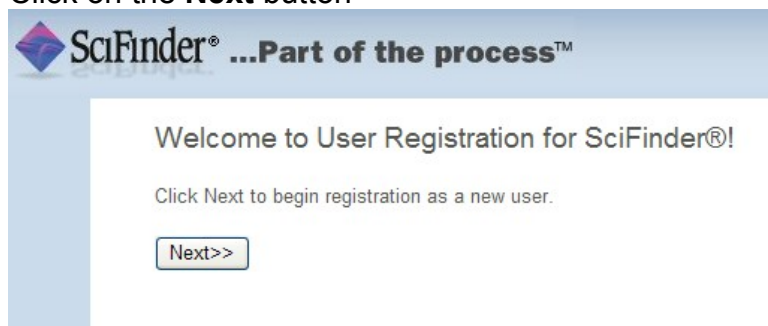 Click on the Next button
SciFinder® ...Part of the process™
Welcome to User Registration for SciFinder®!
Click Next to begin registration as a new user.
Next>>